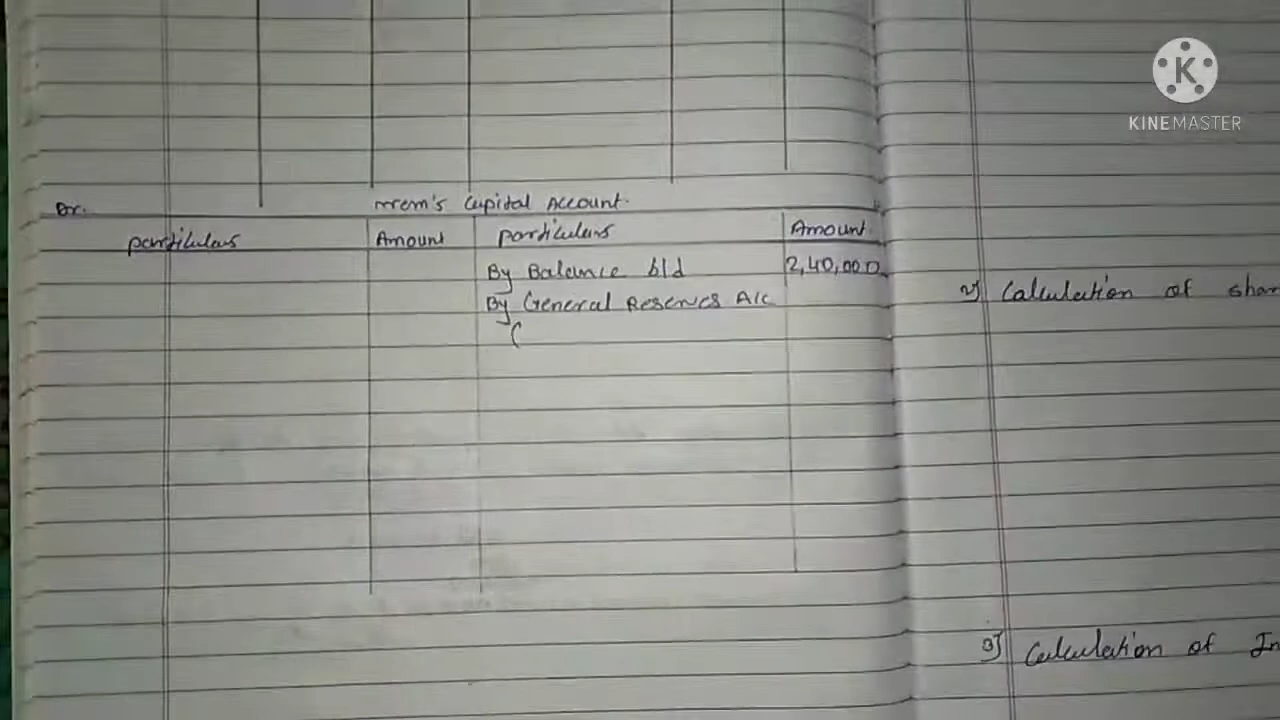 K
KINEMASTER
Dr. Capital Account.
particulars Amount particulars Amount
By Balance b/d 2,40,000
By General Reserves A/c
(
2) Calculation of shar
3) Calculation of In